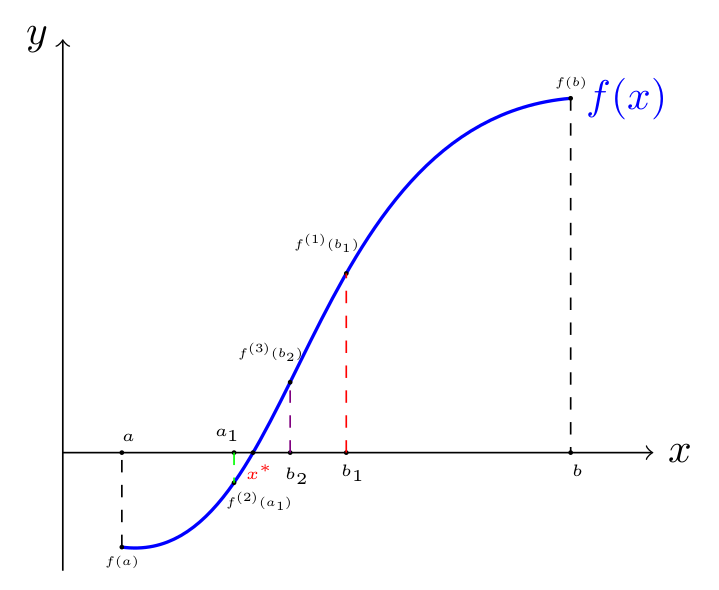 y
f(b)
f(x)
f^{(1)}(b_1)
f^{(3)}(b_2)
a
a_1
x
x^*
b_2
b_1
b
f^{(2)}(a_1)
f(a)